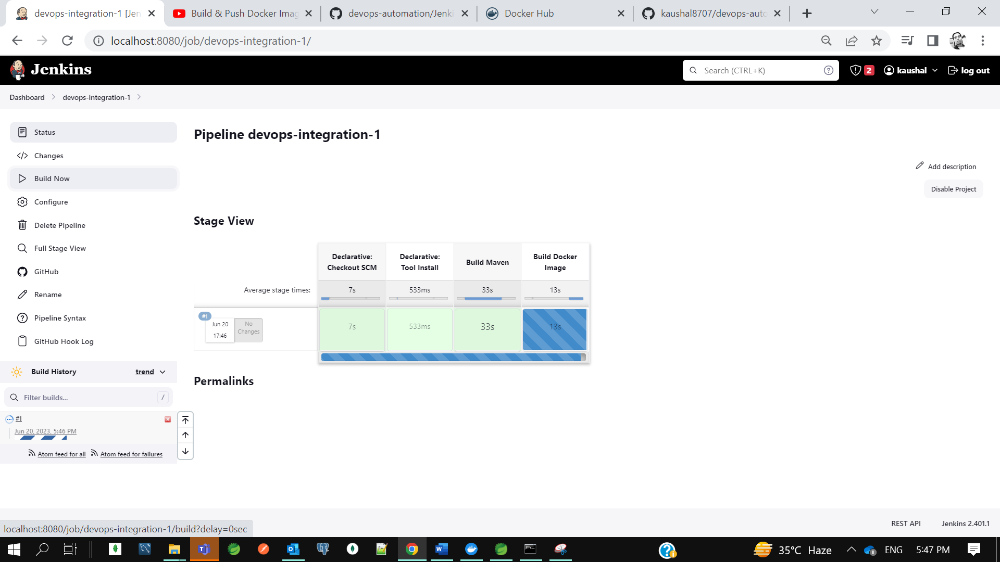 devops-integration-1 [Jen
Build & Push Docker Imag
devops-automation/Jenki
Docker Hub
kaushal8707/devops-auto
localhost:8080/job/devops-integration-1/
Jenkins
Search (CTRL+K)
2
kaushal
log out
Dashboard
devops-integration-1
Status
Changes
Build Now
Configure
Delete Pipeline
Full Stage View
GitHub
Rename
Pipeline Syntax
GitHub Hook Log
Build History
trend
Filter builds...
/
#1
Jun 20, 2023, 5:46 PM
Atom feed for all
Atom feed for failures
Pipeline devops-integration-1
Add description
Disable Project
Stage View
Declarative:
Checkout SCM
Declarative:
Tool Install
Build Maven
Build Docker
Image
Average stage times:
7s
533ms
33s
13s
#1
Jun 20
17:46
No
Changes
7s
533ms
33s
13s
Permalinks
REST API
Jenkins 2.401.1
localhost:8080/job/devops-integration-1/build?delay=0sec
35°C Haze
ENG
5:47 PM